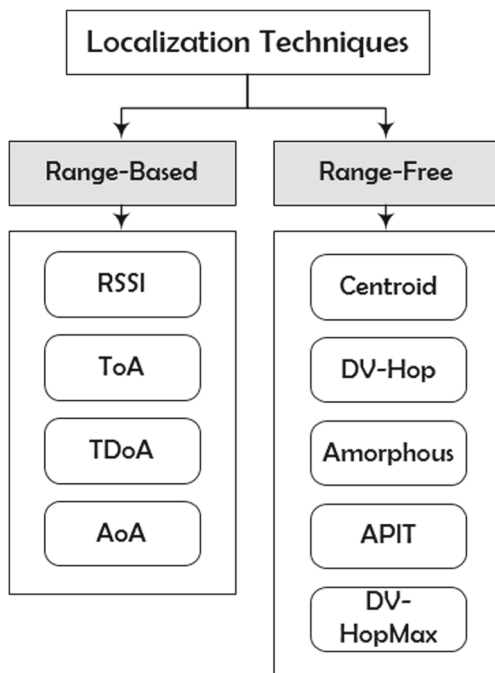 Localization Techniques
Range-Based
Range-Free
RSSI
ToA
TDoA
AoA
Centroid
DV-Hop
Amorphous
APIT
DV-
HopMax